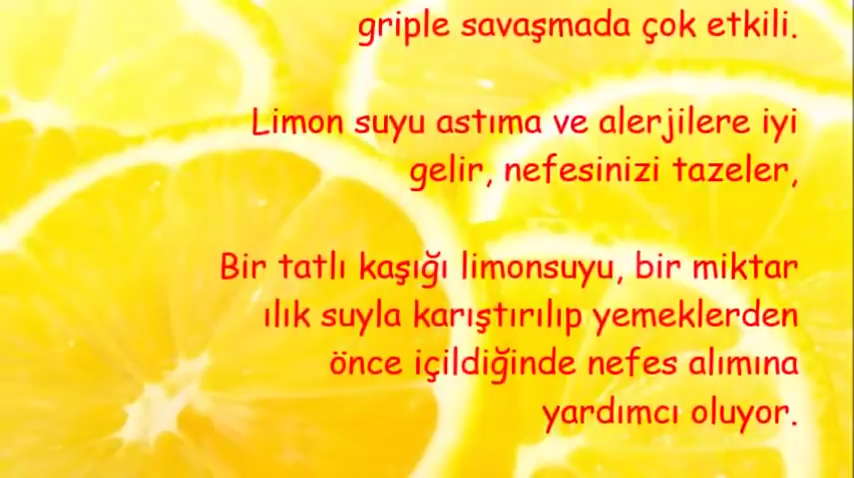 griple savaşmada çok etkili.
Limon suyu astıma ve alerjilere iyi
gelir, nefesinizi tazeler,
Bir tatlı kaşığı limonsuyu, bir miktar
ılık suyla karıştırılıp yemeklerden
önce içildiğinde nefes alımına
yardımcı oluyor.